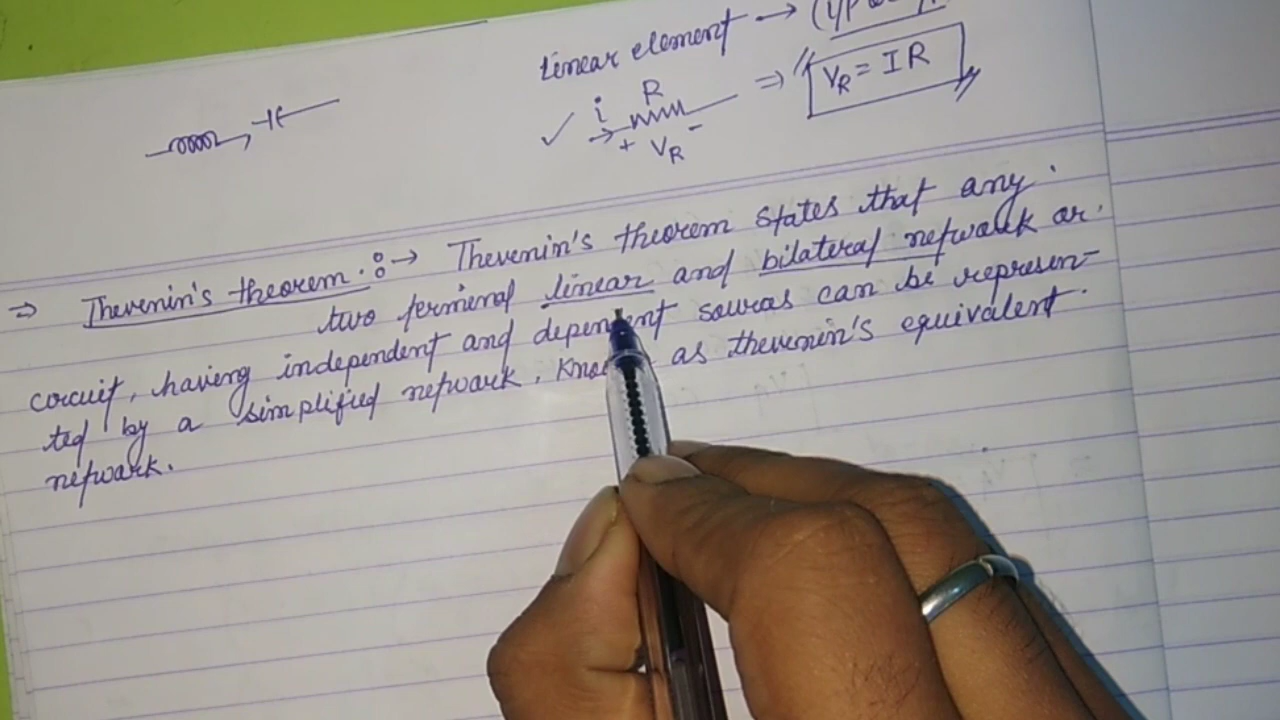 Linear element → (i/p
i R ⇒ " VR = IR "
+ VR -
⇒ Thevenin's theorem :→ Thevenin's theorem states that any
two terminal linear and bilateral network or
circuit, having independent and dependent sources can be represen-
ted by a simplified network, as thevenin's equivalent
network.